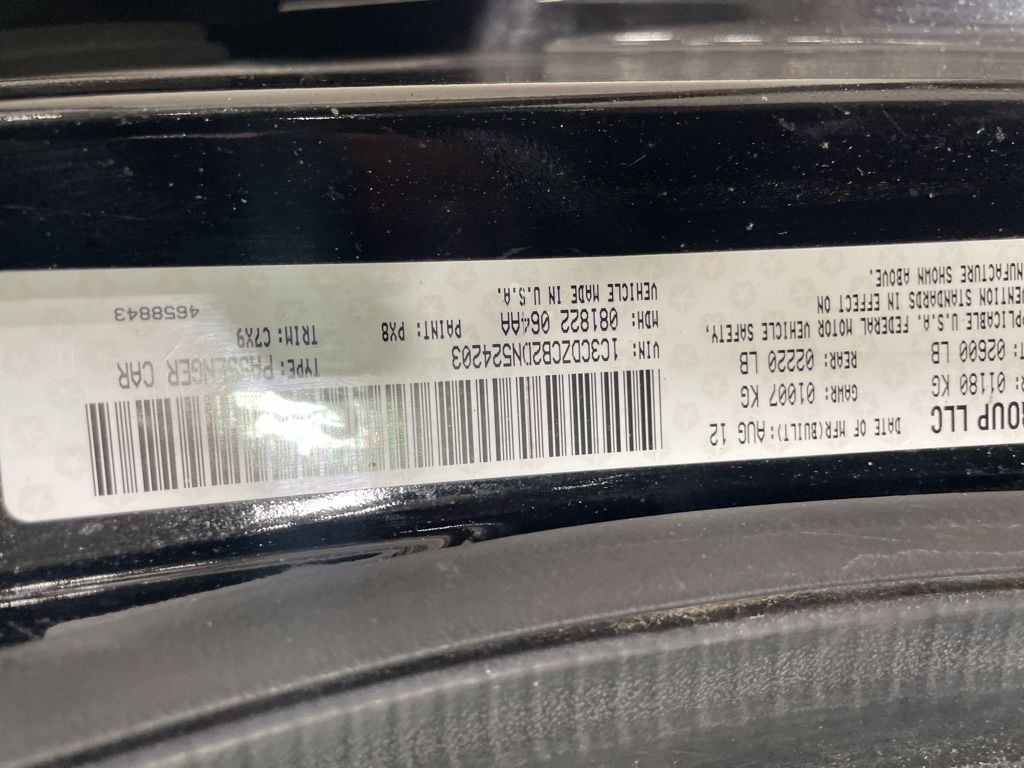 OUP LLC DATE OF MFR(BUILT): AUG 12
01180 KG GAWR: 01007 KG
02600 LB REAR: 02220 LB
PLICABLE U.S.A. FEDERAL MOTOR VEHICLE SAFETY,
ENTION STANDARDS IN EFFECT ON
NUFACTURE SHOWN ABOVE.
VIN: 1C3CDZCB2DN524203 TYPE: PASSENGER CAR
MDH: 081822 064AA PAINT: PX8 TRIM: C7X9
VEHICLE MADE IN U.S.A. 4658843